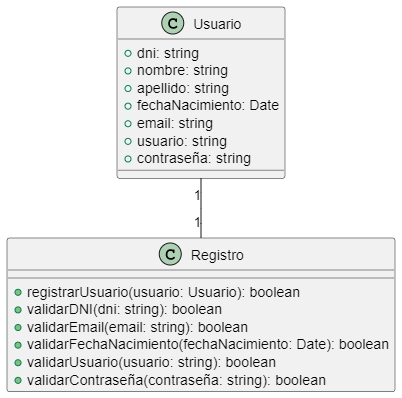 C Usuario
dni: string
nombre: string
apellido: string
fechaNacimiento: Date
email: string
usuario: string
contraseña: string
1
1
C Registro
registrarUsuario(usuario: Usuario): boolean
validarDNI(dni: string): boolean
validarEmail(email: string): boolean
validarFechaNacimiento(fechaNacimiento: Date): boolean
validarUsuario(usuario: string): boolean
validarContraseña(contraseña: string): boolean